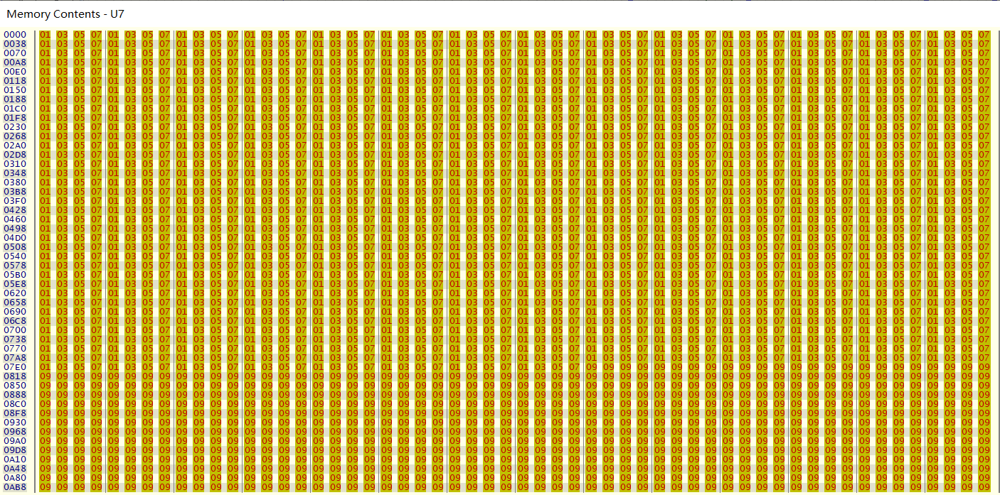 Memory Contents - U7
0000 01 03 05 07 01 03 05 07 01 03 05 07 01 03 05 07 01 03 05 07 01 03 05 07 01 03 05 07 01 03 05 07 01 03 05 07 01 03 05 07 01 03 05 07 01 03 05 07 01 03 05 07 01 03 05 07
0038 01 03 05 07 01 03 05 07 01 03 05 07 01 03 05 07 01 03 05 07 01 03 05 07 01 03 05 07 01 03 05 07 01 03 05 07 01 03 05 07 01 03 05 07 01 03 05 07 01 03 05 07 01 03 05 07
0070 01 03 05 07 01 03 05 07 01 03 05 07 01 03 05 07 01 03 05 07 01 03 05 07 01 03 05 07 01 03 05 07 01 03 05 07 01 03 05 07 01 03 05 07 01 03 05 07 01 03 05 07 01 03 05 07
00A8 01 03 05 07 01 03 05 07 01 03 05 07 01 03 05 07 01 03 05 07 01 03 05 07 01 03 05 07 01 03 05 07 01 03 05 07 01 03 05 07 01 03 05 07 01 03 05 07 01 03 05 07 01 03 05 07
00E0 01 03 05 07 01 03 05 07 01 03 05 07 01 03 05 07 01 03 05 07 01 03 05 07 01 03 05 07 01 03 05 07 01 03 05 07 01 03 05 07 01 03 05 07 01 03 05 07 01 03 05 07 01 03 05 07
0118 01 03 05 07 01 03 05 07 01 03 05 07 01 03 05 07 01 03 05 07 01 03 05 07 01 03 05 07 01 03 05 07 01 03 05 07 01 03 05 07 01 03 05 07 01 03 05 07 01 03 05 07 01 03 05 07
0150 01 03 05 07 01 03 05 07 01 03 05 07 01 03 05 07 01 03 05 07 01 03 05 07 01 03 05 07 01 03 05 07 01 03 05 07 01 03 05 07 01 03 05 07 01 03 05 07 01 03 05 07 01 03 05 07
0188 01 03 05 07 01 03 05 07 01 03 05 07 01 03 05 07 01 03 05 07 01 03 05 07 01 03 05 07 01 03 05 07 01 03 05 07 01 03 05 07 01 03 05 07 01 03 05 07 01 03 05 07 01 03 05 07
01C0 01 03 05 07 01 03 05 07 01 03 05 07 01 03 05 07 01 03 05 07 01 03 05 07 01 03 05 07 01 03 05 07 01 03 05 07 01 03 05 07 01 03 05 07 01 03 05 07 01 03 05 07 01 03 05 07
01F8 01 03 05 07 01 03 05 07 01 03 05 07 01 03 05 07 01 03 05 07 01 03 05 07 01 03 05 07 01 03 05 07 01 03 05 07 01 03 05 07 01 03 05 07 01 03 05 07 01 03 05 07 01 03 05 07
0230 01 03 05 07 01 03 05 07 01 03 05 07 01 03 05 07 01 03 05 07 01 03 05 07 01 03 05 07 01 03 05 07 01 03 05 07 01 03 05 07 01 03 05 07 01 03 05 07 01 03 05 07 01 03 05 07
0268 01 03 05 07 01 03 05 07 01 03 05 07 01 03 05 07 01 03 05 07 01 03 05 07 01 03 05 07 01 03 05 07 01 03 05 07 01 03 05 07 01 03 05 07 01 03 05 07 01 03 05 07 01 03 05 07
02A0 01 03 05 07 01 03 05 07 01 03 05 07 01 03 05 07 01 03 05 07 01 03 05 07 01 03 05 07 01 03 05 07 01 03 05 07 01 03 05 07 01 03 05 07 01 03 05 07 01 03 05 07 01 03 05 07
02D8 01 03 05 07 01 03 05 07 01 03 05 07 01 03 05 07 01 03 05 07 01 03 05 07 01 03 05 07 01 03 05 07 01 03 05 07 01 03 05 07 01 03 05 07 01 03 05 07 01 03 05 07 01 03 05 07
0310 01 03 05 07 01 03 05 07 01 03 05 07 01 03 05 07 01 03 05 07 01 03 05 07 01 03 05 07 01 03 05 07 01 03 05 07 01 03 05 07 01 03 05 07 01 03 05 07 01 03 05 07 01 03 05 07
0348 01 03 05 07 01 03 05 07 01 03 05 07 01 03 05 07 01 03 05 07 01 03 05 07 01 03 05 07 01 03 05 07 01 03 05 07 01 03 05 07 01 03 05 07 01 03 05 07 01 03 05 07 01 03 05 07
0380 01 03 05 07 01 03 05 07 01 03 05 07 01 03 05 07 01 03 05 07 01 03 05 07 01 03 05 07 01 03 05 07 01 03 05 07 01 03 05 07 01 03 05 07 01 03 05 07 01 03 05 07 01 03 05 07
03B8 01 03 05 07 01 03 05 07 01 03 05 07 01 03 05 07 01 03 05 07 01 03 05 07 01 03 05 07 01 03 05 07 01 03 05 07 01 03 05 07 01 03 05 07 01 03 05 07 01 03 05 07 01 03 05 07
03F0 01 03 05 07 01 03 05 07 01 03 05 07 01 03 05 07 01 03 05 07 01 03 05 07 01 03 05 07 01 03 05 07 01 03 05 07 01 03 05 07 01 03 05 07 01 03 05 07 01 03 05 07 01 03 05 07
0428 01 03 05 07 01 03 05 07 01 03 05 07 01 03 05 07 01 03 05 07 01 03 05 07 01 03 05 07 01 03 05 07 01 03 05 07 01 03 05 07 01 03 05 07 01 03 05 07 01 03 05 07 01 03 05 07
0460 01 03 05 07 01 03 05 07 01 03 05 07 01 03 05 07 01 03 05 07 01 03 05 07 01 03 05 07 01 03 05 07 01 03 05 07 01 03 05 07 01 03 05 07 01 03 05 07 01 03 05 07 01 03 05 07
0498 01 03 05 07 01 03 05 07 01 03 05 07 01 03 05 07 01 03 05 07 01 03 05 07 01 03 05 07 01 03 05 07 01 03 05 07 01 03 05 07 01 03 05 07 01 03 05 07 01 03 05 07 01 03 05 07
04D0 01 03 05 07 01 03 05 07 01 03 05 07 01 03 05 07 01 03 05 07 01 03 05 07 01 03 05 07 01 03 05 07 01 03 05 07 01 03 05 07 01 03 05 07 01 03 05 07 01 03 05 07 01 03 05 07
0508 01 03 05 07 01 03 05 07 01 03 05 07 01 03 05 07 01 03 05 07 01 03 05 07 01 03 05 07 01 03 05 07 01 03 05 07 01 03 05 07 01 03 05 07 01 03 05 07 01 03 05 07 01 03 05 07
0540 01 03 05 07 01 03 05 07 01 03 05 07 01 03 05 07 01 03 05 07 01 03 05 07 01 03 05 07 01 03 05 07 01 03 05 07 01 03 05 07 01 03 05 07 01 03 05 07 01 03 05 07 01 03 05 07
0578 01 03 05 07 01 03 05 07 01 03 05 07 01 03 05 07 01 03 05 07 01 03 05 07 01 03 05 07 01 03 05 07 01 03 05 07 01 03 05 07 01 03 05 07 01 03 05 07 01 03 05 07 01 03 05 07
05B0 01 03 05 07 01 03 05 07 01 03 05 07 01 03 05 07 01 03 05 07 01 03 05 07 01 03 05 07 01 03 05 07 01 03 05 07 01 03 05 07 01 03 05 07 01 03 05 07 01 03 05 07 01 03 05 07
05E8 01 03 05 07 01 03 05 07 01 03 05 07 01 03 05 07 01 03 05 07 01 03 05 07 01 03 05 07 01 03 05 07 01 03 05 07 01 03 05 07 01 03 05 07 01 03 05 07 01 03 05 07 01 03 05 07
0620 01 03 05 07 01 03 05 07 01 03 05 07 01 03 05 07 01 03 05 07 01 03 05 07 01 03 05 07 01 03 05 07 01 03 05 07 01 03 05 07 01 03 05 07 01 03 05 07 01 03 05 07 01 03 05 07
0658 01 03 05 07 01 03 05 07 01 03 05 07 01 03 05 07 01 03 05 07 01 03 05 07 01 03 05 07 01 03 05 07 01 03 05 07 01 03 05 07 01 03 05 07 01 03 05 07 01 03 05 07 01 03 05 07
0690 01 03 05 07 01 03 05 07 01 03 05 07 01 03 05 07 01 03 05 07 01 03 05 07 01 03 05 07 01 03 05 07 01 03 05 07 01 03 05 07 01 03 05 07 01 03 05 07 01 03 05 07 01 03 05 07
06C8 01 03 05 07 01 03 05 07 01 03 05 07 01 03 05 07 01 03 05 07 01 03 05 07 01 03 05 07 01 03 05 07 01 03 05 07 01 03 05 07 01 03 05 07 01 03 05 07 01 03 05 07 01 03 05 07
0700 01 03 05 07 01 03 05 07 01 03 05 07 01 03 05 07 01 03 05 07 01 03 05 07 01 03 05 07 01 03 05 07 01 03 05 07 01 03 05 07 01 03 05 07 01 03 05 07 01 03 05 07 01 03 05 07
0738 01 03 05 07 01 03 05 07 01 03 05 07 01 03 05 07 01 03 05 07 01 03 05 07 01 03 05 07 01 03 05 07 01 03 05 07 01 03 05 07 01 03 05 07 01 03 05 07 01 03 05 07 01 03 05 07
0770 01 03 05 07 01 03 05 07 01 03 05 07 01 03 05 07 01 03 05 07 01 03 05 07 01 03 05 07 01 03 05 07 01 03 05 07 01 03 05 07 01 03 05 07 01 03 05 07 01 03 05 07 01 03 05 07
07A8 01 03 05 07 01 03 05 07 01 03 05 07 01 03 05 07 01 03 05 07 01 03 05 07 01 03 05 07 01 03 05 07 01 03 05 07 01 03 05 07 01 03 05 07 01 03 05 07 01 03 05 07 01 03 05 07
07E0 01 03 05 07 01 03 05 07 01 03 05 07 01 03 05 07 01 03 05 07 01 03 05 07 01 03 05 07 01 03 05 07 09 09 09 09 09 09 09 09 09 09 09 09 09 09 09 09 09 09 09 09 09 09 09 09
0818 09 09 09 09 09 09 09 09 09 09 09 09 09 09 09 09 09 09 09 09 09 09 09 09 09 09 09 09 09 09 09 09 09 09 09 09 09 09 09 09 09 09 09 09 09 09 09 09 09 09 09 09 09 09 09 09
0850 09 09 09 09 09 09 09 09 09 09 09 09 09 09 09 09 09 09 09 09 09 09 09 09 09 09 09 09 09 09 09 09 09 09 09 09 09 09 09 09 09 09 09 09 09 09 09 09 09 09 09 09 09 09 09 09
0888 09 09 09 09 09 09 09 09 09 09 09 09 09 09 09 09 09 09 09 09 09 09 09 09 09 09 09 09 09 09 09 09 09 09 09 09 09 09 09 09 09 09 09 09 09 09 09 09 09 09 09 09 09 09 09 09
08C0 09 09 09 09 09 09 09 09 09 09 09 09 09 09 09 09 09 09 09 09 09 09 09 09 09 09 09 09 09 09 09 09 09 09 09 09 09 09 09 09 09 09 09 09 09 09 09 09 09 09 09 09 09 09 09 09
08F8 09 09 09 09 09 09 09 09 09 09 09 09 09 09 09 09 09 09 09 09 09 09 09 09 09 09 09 09 09 09 09 09 09 09 09 09 09 09 09 09 09 09 09 09 09 09 09 09 09 09 09 09 09 09 09 09
0930 09 09 09 09 09 09 09 09 09 09 09 09 09 09 09 09 09 09 09 09 09 09 09 09 09 09 09 09 09 09 09 09 09 09 09 09 09 09 09 09 09 09 09 09 09 09 09 09 09 09 09 09 09 09 09 09
0968 09 09 09 09 09 09 09 09 09 09 09 09 09 09 09 09 09 09 09 09 09 09 09 09 09 09 09 09 09 09 09 09 09 09 09 09 09 09 09 09 09 09 09 09 09 09 09 09 09 09 09 09 09 09 09 09
09A0 09 09 09 09 09 09 09 09 09 09 09 09 09 09 09 09 09 09 09 09 09 09 09 09 09 09 09 09 09 09 09 09 09 09 09 09 09 09 09 09 09 09 09 09 09 09 09 09 09 09 09 09 09 09 09 09
09D8 09 09 09 09 09 09 09 09 09 09 09 09 09 09 09 09 09 09 09 09 09 09 09 09 09 09 09 09 09 09 09 09 09 09 09 09 09 09 09 09 09 09 09 09 09 09 09 09 09 09 09 09 09 09 09 09
0A10 09 09 09 09 09 09 09 09 09 09 09 09 09 09 09 09 09 09 09 09 09 09 09 09 09 09 09 09 09 09 09 09 09 09 09 09 09 09 09 09 09 09 09 09 09 09 09 09 09 09 09 09 09 09 09 09
0A48 09 09 09 09 09 09 09 09 09 09 09 09 09 09 09 09 09 09 09 09 09 09 09 09 09 09 09 09 09 09 09 09 09 09 09 09 09 09 09 09 09 09 09 09 09 09 09 09 09 09 09 09 09 09 09 09
0A80 09 09 09 09 09 09 09 09 09 09 09 09 09 09 09 09 09 09 09 09 09 09 09 09 09 09 09 09 09 09 09 09 09 09 09 09 09 09 09 09 09 09 09 09 09 09 09 09 09 09 09 09 09 09 09 09
0AB8 09 09 09 09 09 09 09 09 09 09 09 09 09 09 09 09 09 09 09 09 09 09 09 09 09 09 09 09 09 09 09 09 09 09 09 09 09 09 09 09 09 09 09 09 09 09 09 09 09 09 09 09 09 09 09 09